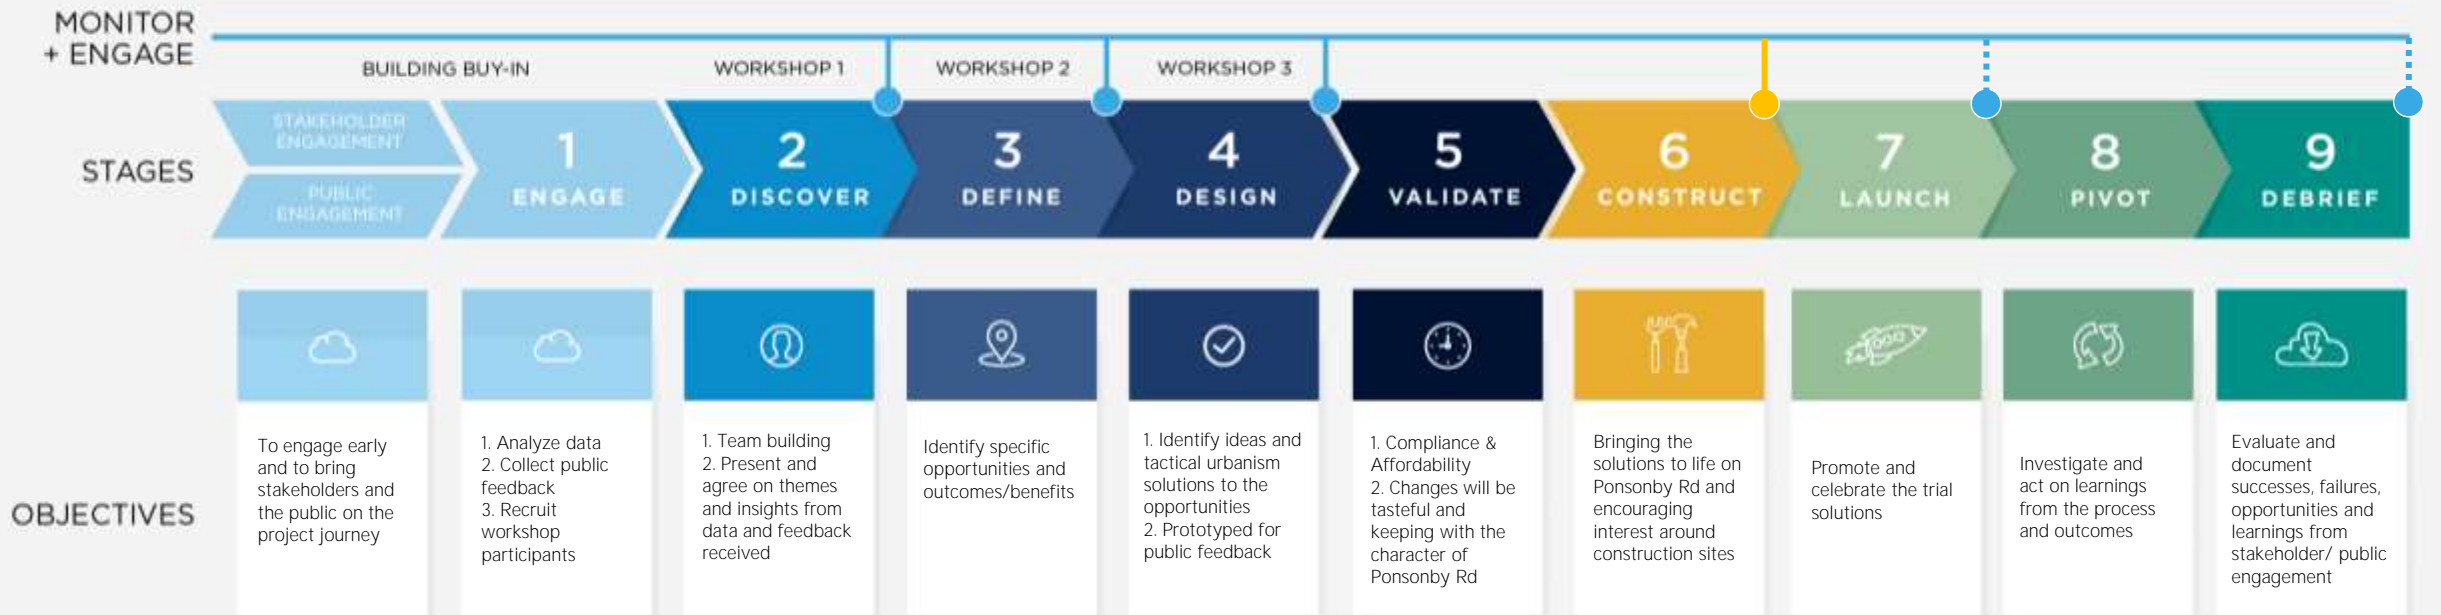 MONITOR
+ ENGAGE
BUILDING BUY-IN
WORKSHOP 1
WORKSHOP 2
WORKSHOP 3
STAGES
STAKEHOLDER
ENGAGEMENT
PUBLIC
ENGAGEMENT
1
ENGAGE
2
DISCOVER
3
DEFINE
4
DESIGN
5
VALIDATE
6
CONSTRUCT
7
LAUNCH
8
PIVOT
9
DEBRIEF
OBJECTIVES
To engage early
and to bring
stakeholders and
the public on the
project journey
1. Analyze data
2. Collect public
feedback
3. Recruit
workshop
participants
1. Team building
2. Present and
agree on themes
and insights from
data and feedback
received
Identify specific
opportunities and
outcomes/benefits
1. Identify ideas and
tactical urbanism
solutions to the
opportunities
2. Prototyped for
public feedback
1. Compliance &
Affordability
2. Changes will be
tasteful and
keeping with the
character of
Ponsonby Rd
Bringing the
solutions to life on
Ponsonby Rd and
encouraging
interest around
construction sites
Promote and
celebrate the trial
solutions
Investigate and
act on learnings
from the process
and outcomes
Evaluate and
document
successes, failures,
opportunities and
learnings from
stakeholder/ public
engagement